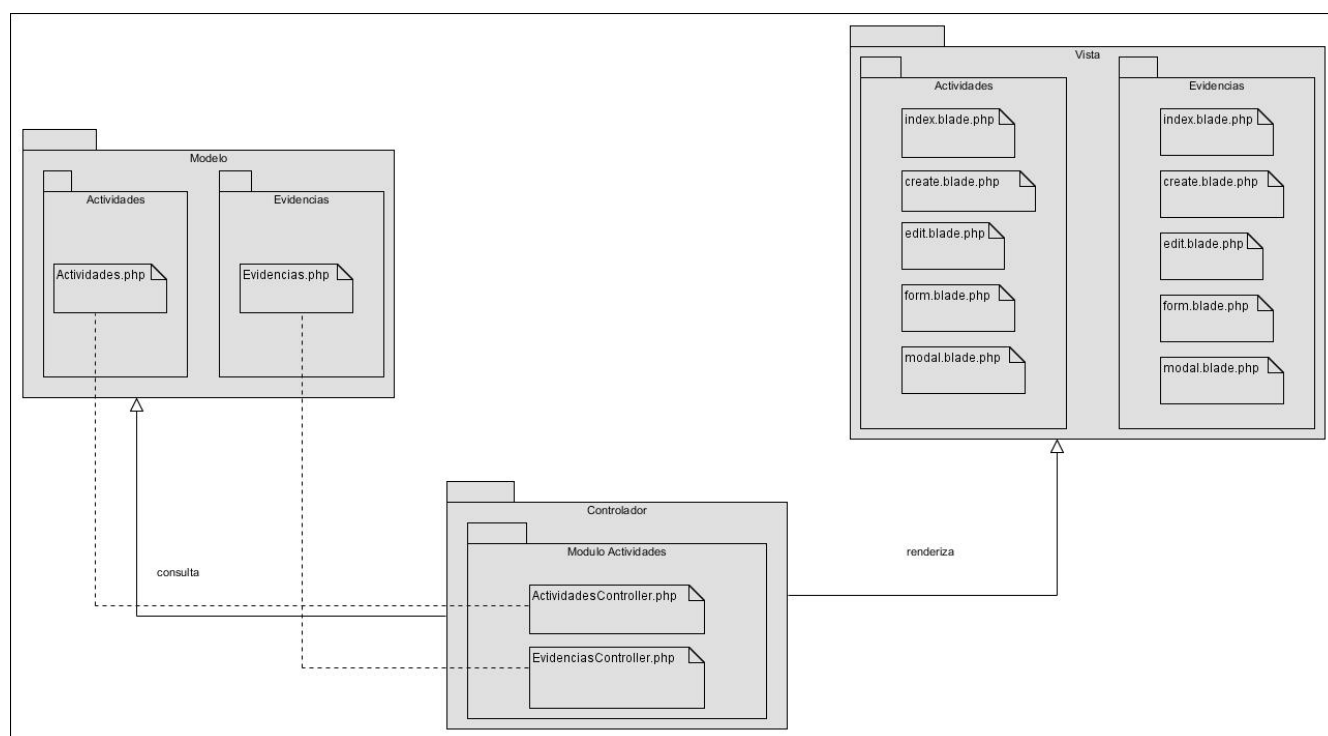 Vista
Actividades
index.blade.php
create.blade.php
edit.blade.php
form.blade.php
modal.blade.php
Evidencias
index.blade.php
create.blade.php
edit.blade.php
form.blade.php
modal.blade.php
Modelo
Actividades
Actividades.php
Evidencias
Evidencias.php
consulta
Controlador
Modulo Actividades
ActividadesController.php
EvidenciasController.php
renderiza